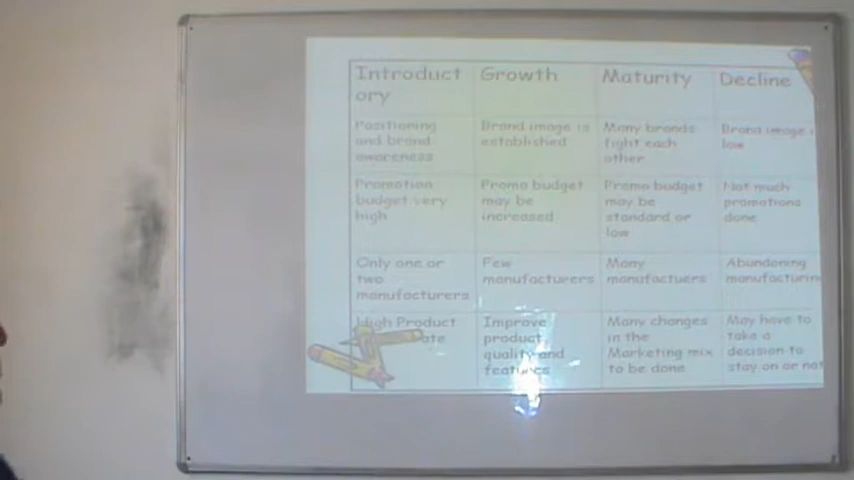 Introduct
ory
Growth
Maturity
Decline
Positioning
and brand
awareness
Brand image is
established
Many brands
fight each
other
Brand image i
low
Promotion
budget very
high
Promo budget
may be
increased
Promo budget
may be
standard or
low
Not much
promotions
done
Only one or
two
manufacturers
Few
manufacturers
Many
manufactuers
Abundoning
manufacturin
High Product
Improve
product
quality and
features
Many changes
in the
Marketing mix
to be done
May have to
take a
decision to
stay on or not